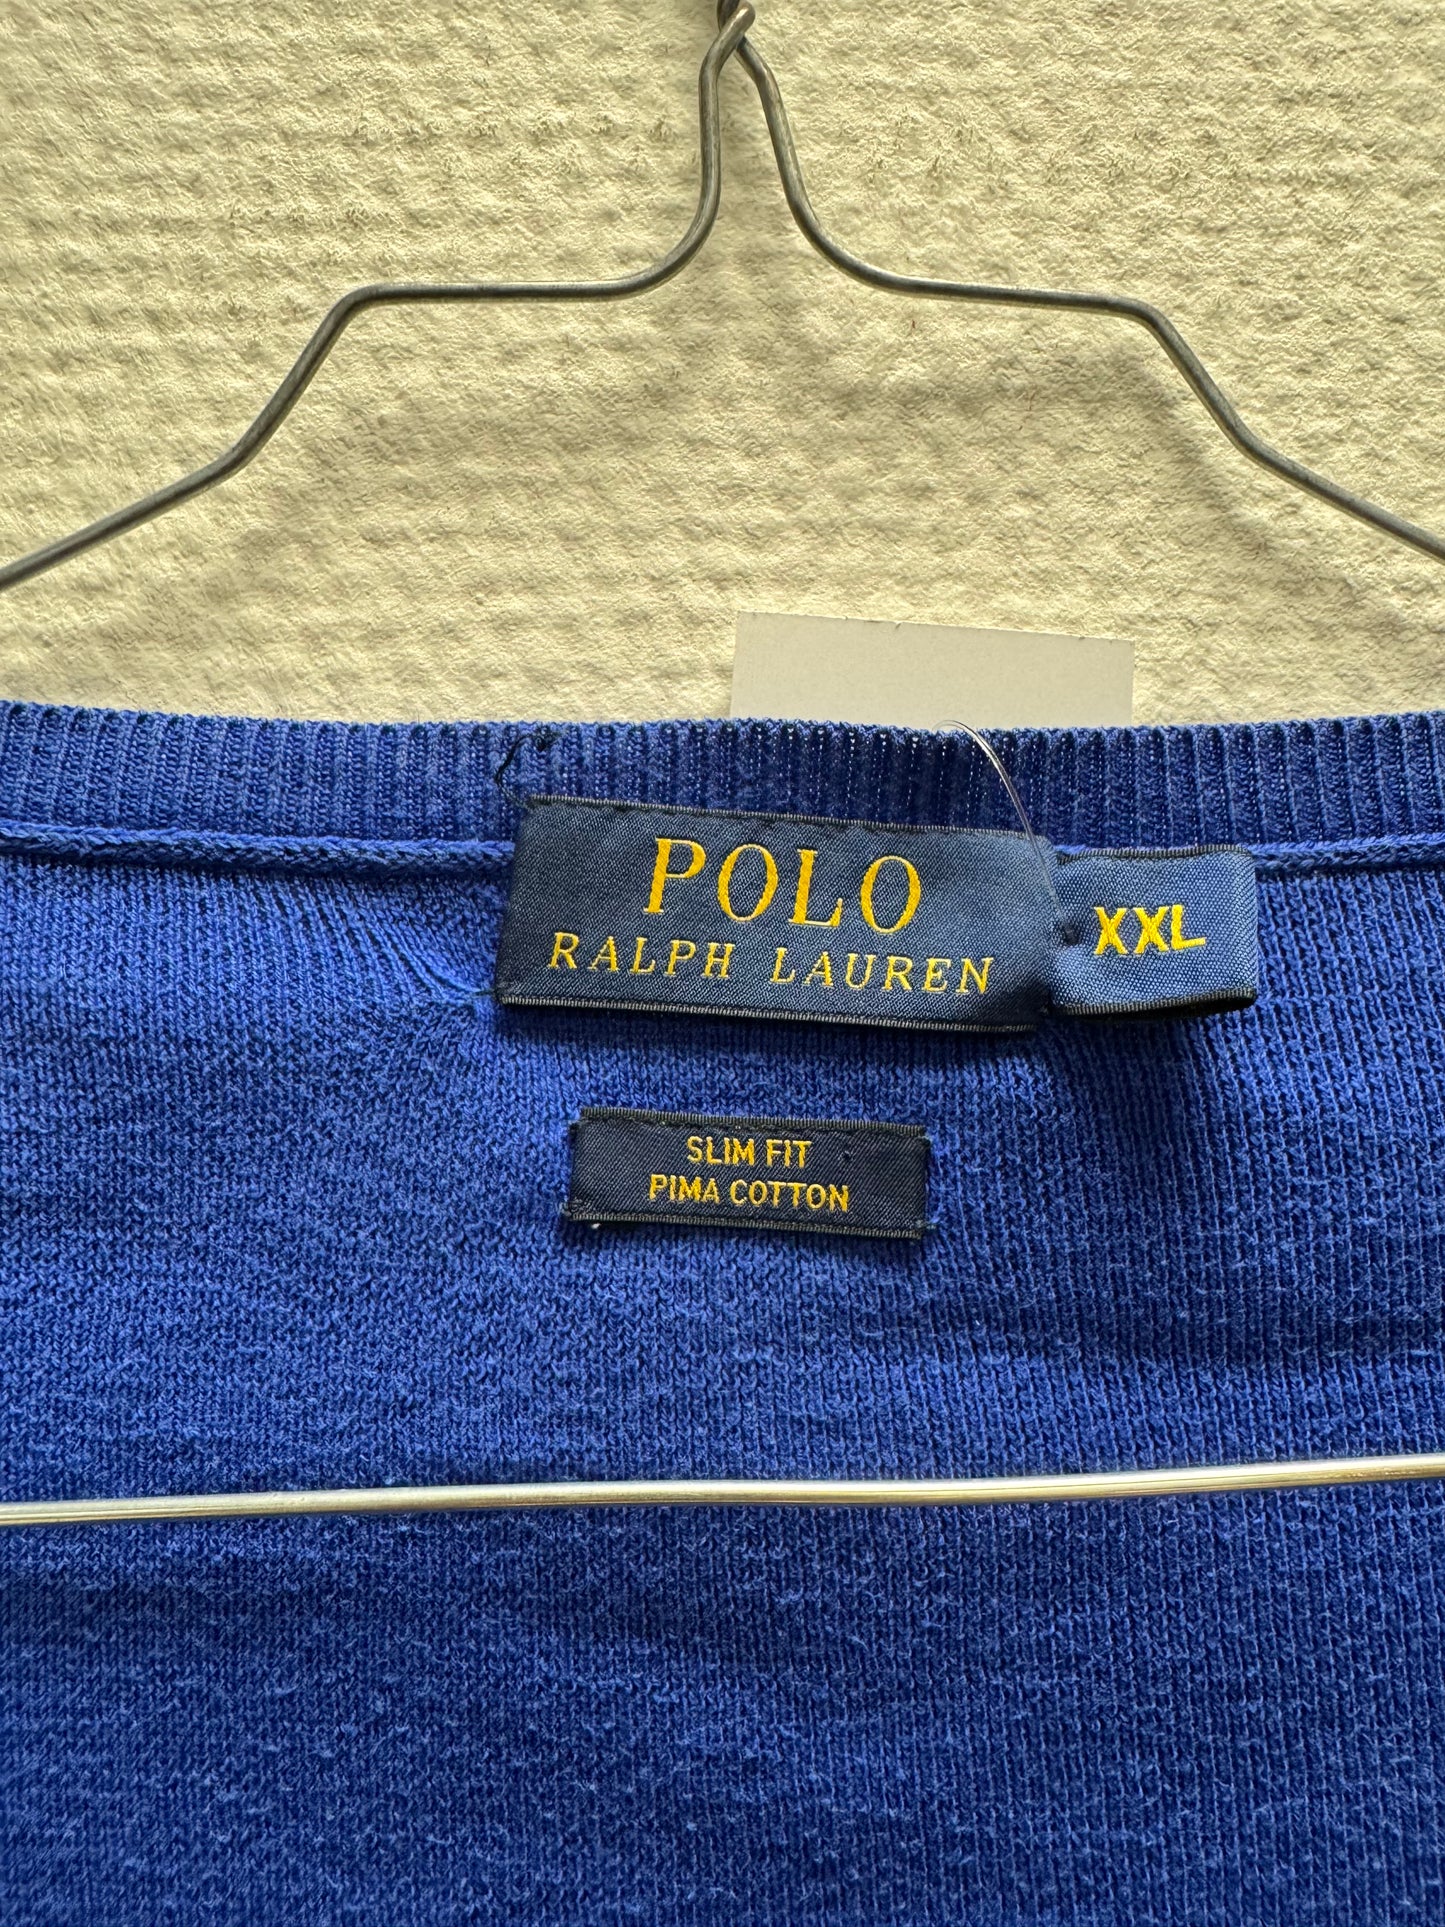 POLO
RALPH LAUREN
XXL
SLIM FIT
PIMA COTTON